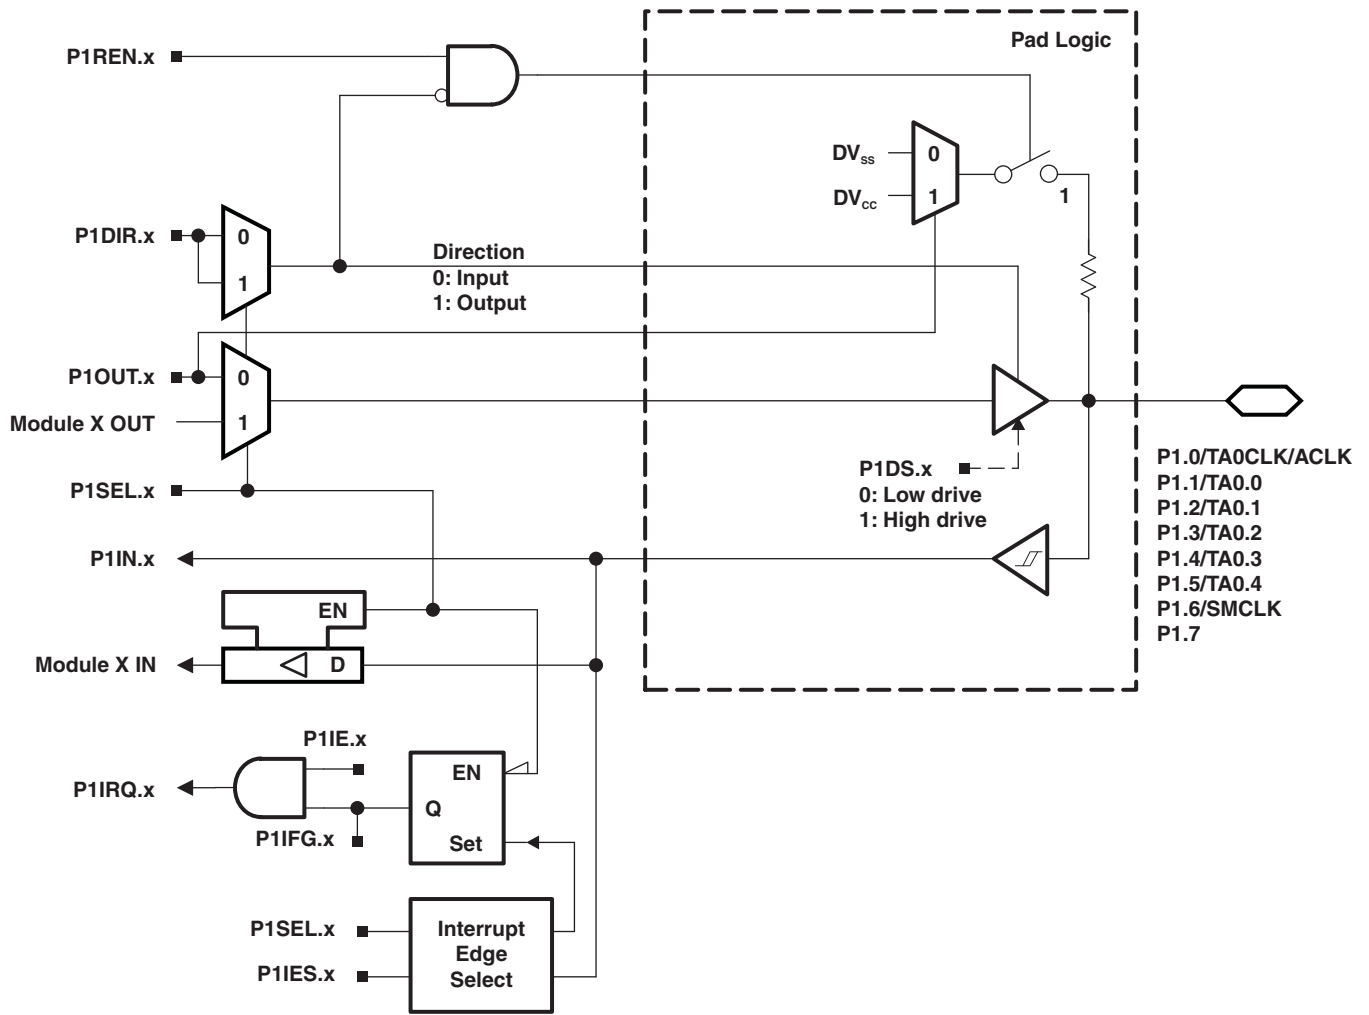 Pad Logic
P1REN.x
DVss 0
DVcc 1
1
P1DIR.x 0
1
Direction
0: Input
1: Output
P1OUT.x 0
Module X OUT 1
P1DS.x
0: Low drive
1: High drive
P1SEL.x
P1.0/TA0CLK/ACLK
P1.1/TA0.0
P1.2/TA0.1
P1.3/TA0.2
P1.4/TA0.3
P1.5/TA0.4
P1.6/SMCLK
P1.7
P1IN.x
EN
Module X IN D
P1IE.x
P1IRQ.x
EN
Q
P1IFG.x
Set
P1SEL.x
P1IES.x
Interrupt
Edge
Select